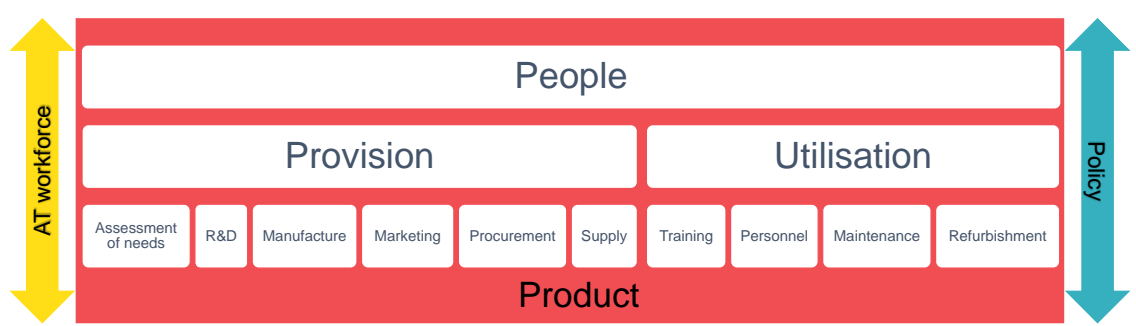 People
AT workforce
Policy
Provision
Utilisation
Assessment
of needs
R&D
Manufacture
Marketing
Procurement
Supply
Training
Personnel
Maintenance
Refurbishment
Product